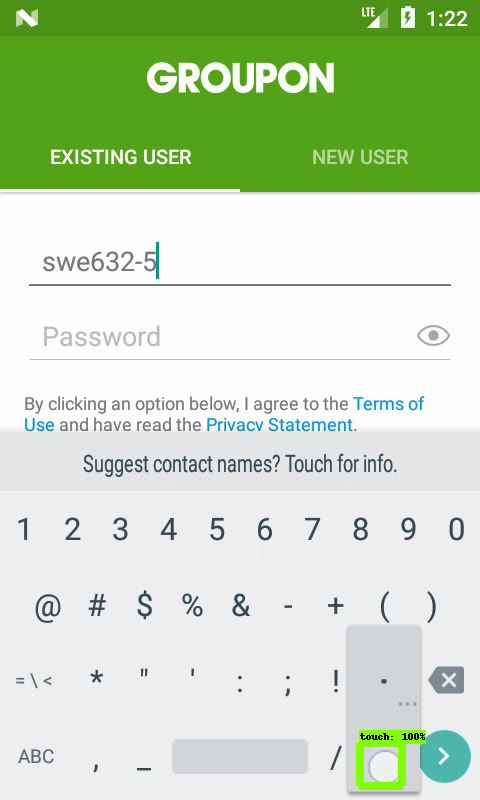 LTE 1:22
GROUPON
EXISTING USER NEW USER
swe632-5
Password
By clicking an option below, I agree to the Terms of
Use and have read the Privacy Statement.
Suggest contact names? Touch for info.
1 2 3 4 5 6 7 8 9 0
@ # $ % & - + ( )
= \ < * " ' : ; ! . ...
touch: 100%
ABC , _ /